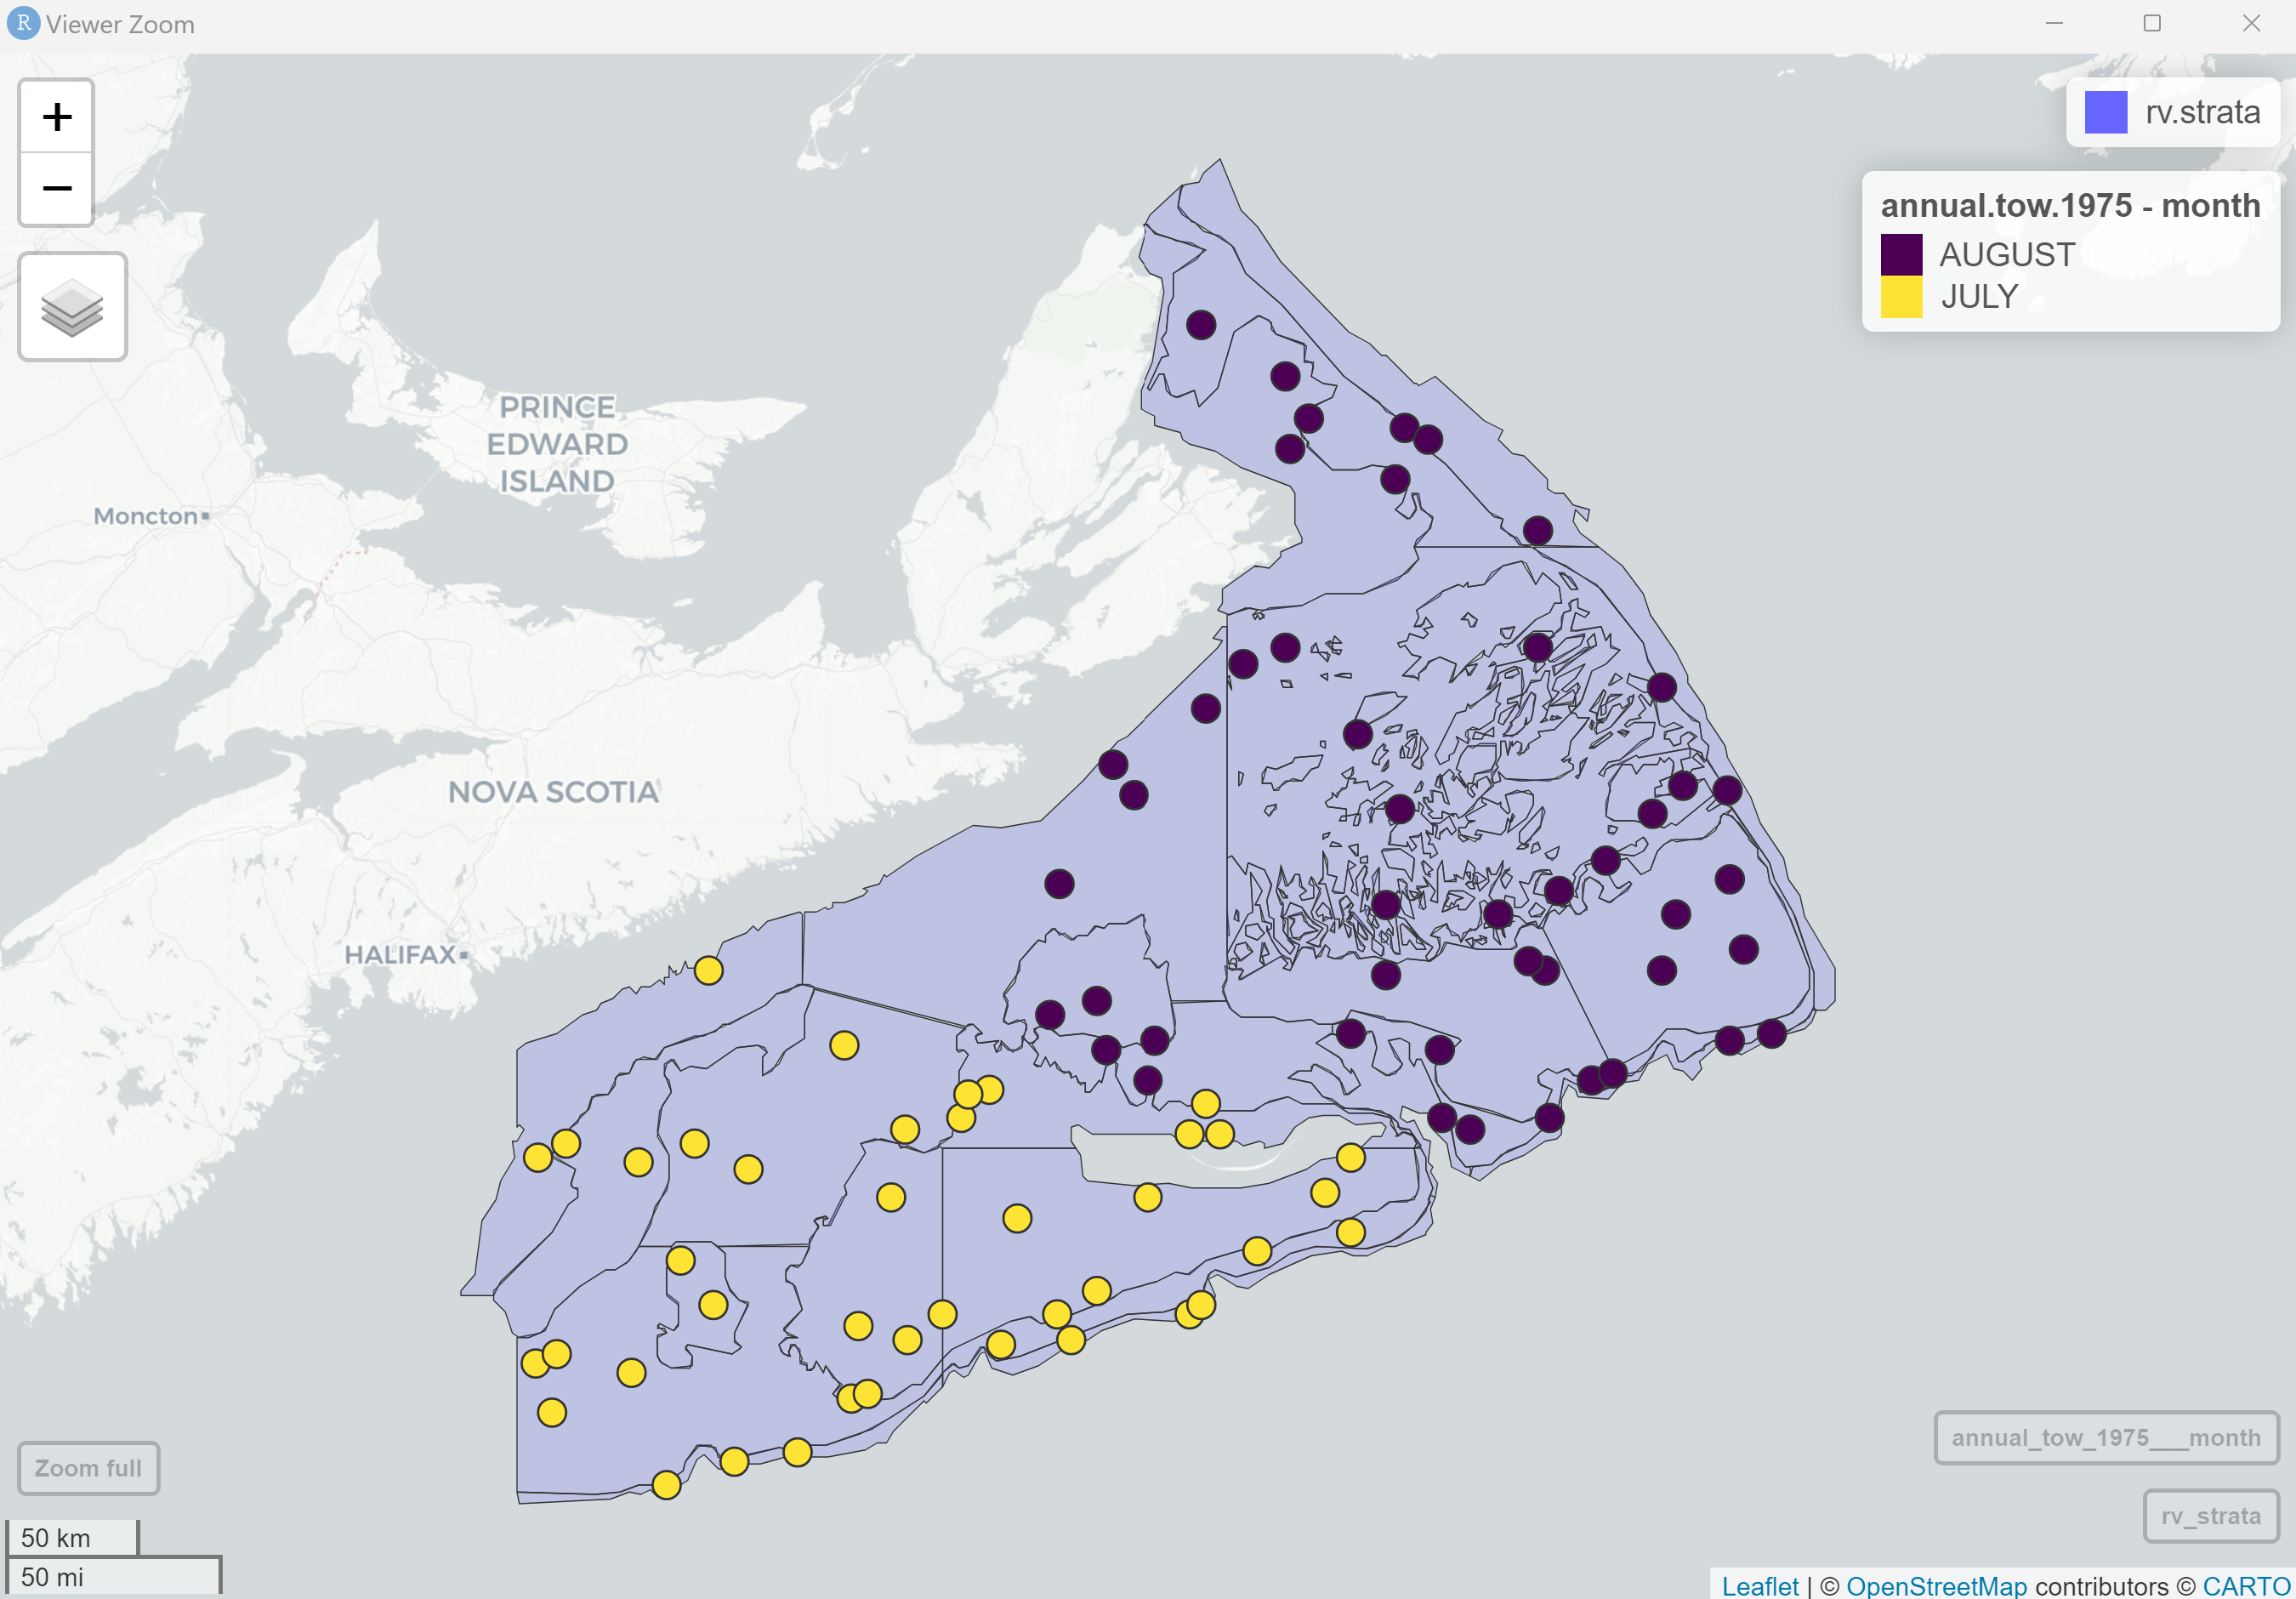 R Viewer Zoom
+
−
rv.strata
annual.tow.1975 - month
AUGUST
JULY
PRINCE
EDWARD
ISLAND
Moncton
NOVA SCOTIA
HALIFAX
annual_tow_1975___month
Zoom full
rv_strata
50 km
50 mi
Leaflet | © OpenStreetMap contributors © CARTO